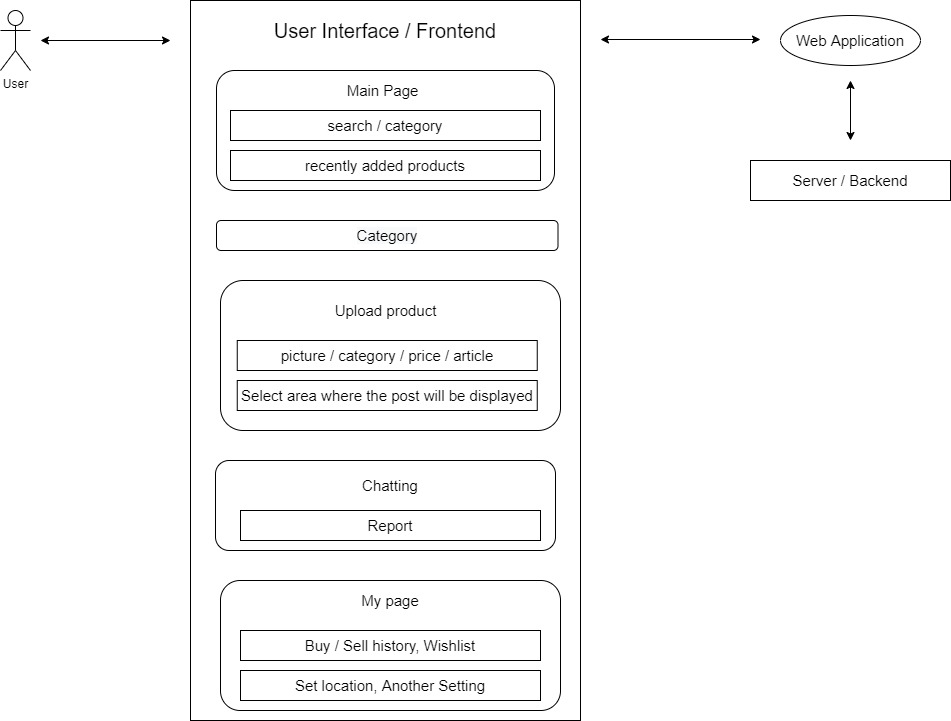 User
User Interface / Frontend
Main Page
search / category
recently added products
Category
Upload product
picture / category / price / article
Select area where the post will be displayed
Chatting
Report
My page
Buy / Sell history, Wishlist
Set location, Another Setting
Web Application
Server / Backend